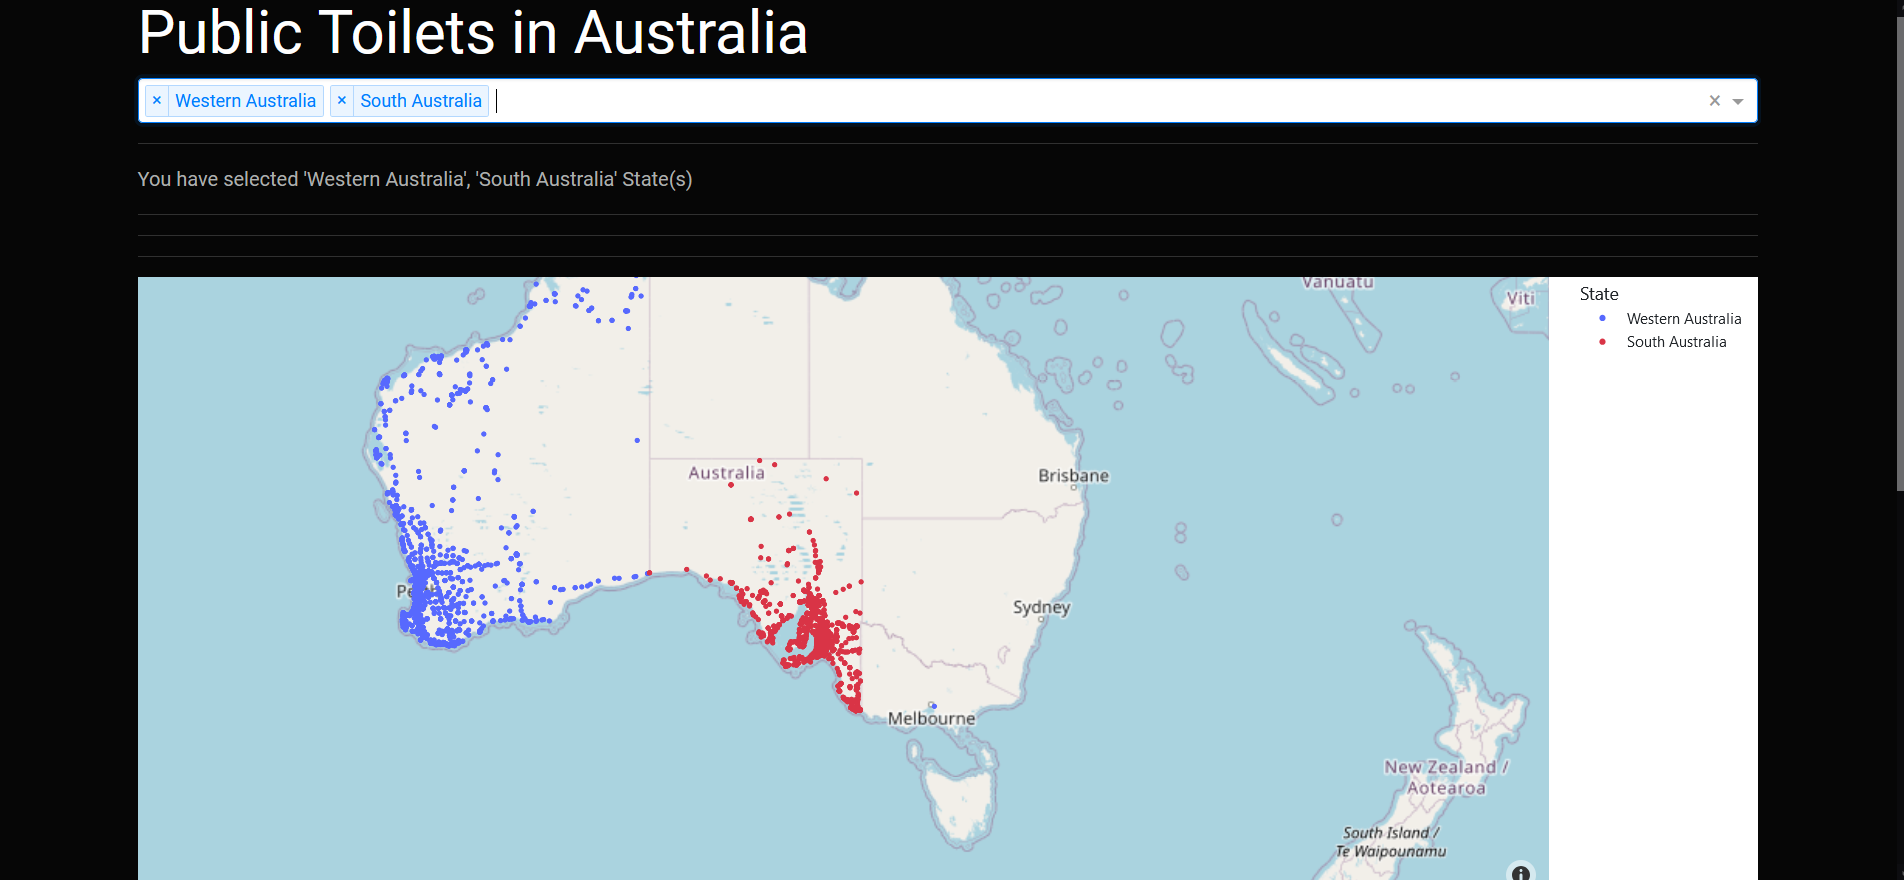 Public Toilets in Australia
× Western Australia × South Australia ×
You have selected 'Western Australia', 'South Australia' State(s)
Vanuatu
Viti
State
Western Australia
South Australia
Australia
Brisbane
Sydney
Melbourne
New Zealand /
Aotearoa
South Island /
Te Waipounamu